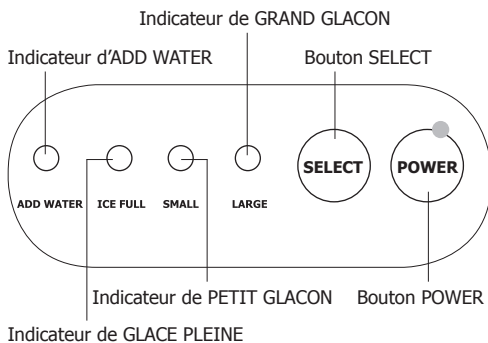 Indicateur de GRAND GLACON
Indicateur d’ADD WATER
Bouton SELECT
SELECT
POWER
ADD WATER
ICE FULL
SMALL
LARGE
Indicateur de PETIT GLACON
Bouton POWER
Indicateur de GLACE PLEINE